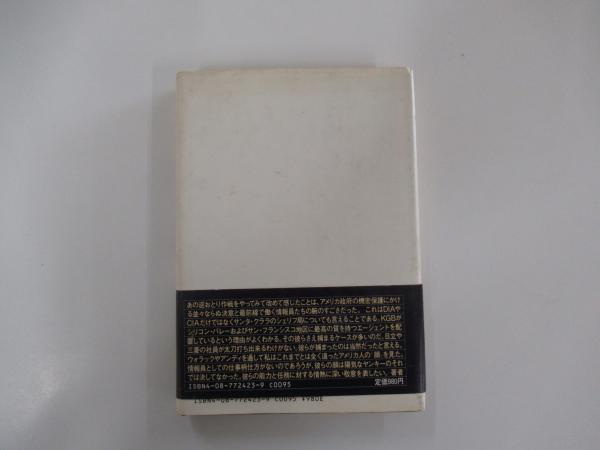 あの逆おとり作戦をやってみて改めて感じたことは、アメリカ政府の機密保護にかけ
る並々ならぬ決意と最前線で働く情報員たちの腕のすごさだった。これはDIAや
CIAだけではなくサンタ・クララのシェリフ局についても言えることである。KGBが
シリコン・バレーおよびサン・フランシスコ地区に最高の質を持つエージェントを配
置しているという理由がよくわかる。その彼らさえ捕まるケースが多いのだ。日立や
三菱の社員が太刀打ち出来るわけがない。彼らが捕まったのは当然だったと言える。
ウォラックやアンディを通して私はこれまでとは全く違ったアメリカ人の「顔」を見た。
情報員としての仕事柄仕方がないのであろうが、彼らの顔は陽気なヤンキーのそれ
では決してなかった。彼らの能力と任務に対する情熱に深い敬意を表したい。著者
ISBN4-08-772423-9 C0095 定価980円
ISBN4-08-772423-9 C0095 ¥980E